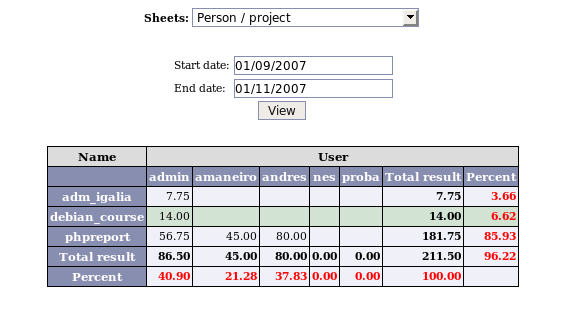 Sheets: Person / project
Start date: 01/09/2007
End date: 01/11/2007
View
Name User
admin amaneiro andres nes proba Total result Percent
adm_igalia 7.75 7.75 3.66
debian_course 14.00 14.00 6.62
phpreport 56.75 45.00 80.00 181.75 85.93
Total result 86.50 45.00 80.00 0.00 0.00 211.50 96.22
Percent 40.90 21.28 37.83 0.00 0.00 100.00